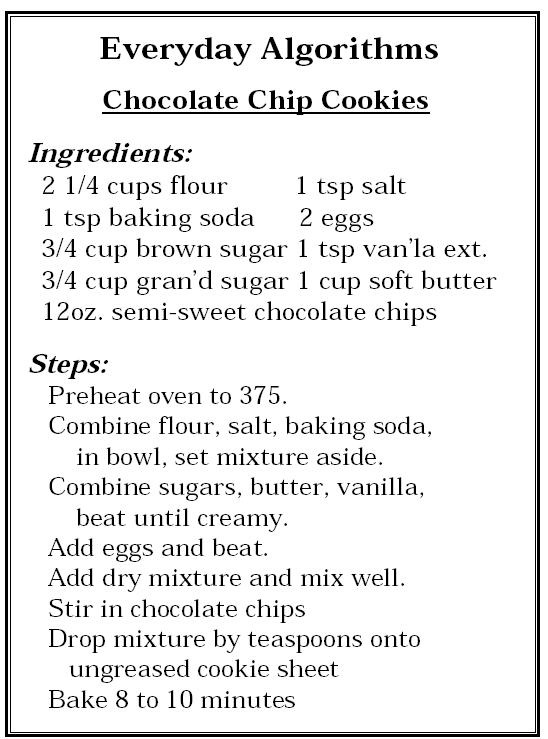 Everyday Algorithms
Chocolate Chip Cookies
Ingredients:
2 1/4 cups flour 1 tsp salt
1 tsp baking soda 2 eggs
3/4 cup brown sugar 1 tsp van'la ext.
3/4 cup gran'd sugar 1 cup soft butter
12oz. semi-sweet chocolate chips
Steps:
Preheat oven to 375.
Combine flour, salt, baking soda,
in bowl, set mixture aside.
Combine sugars, butter, vanilla,
beat until creamy.
Add eggs and beat.
Add dry mixture and mix well.
Stir in chocolate chips
Drop mixture by teaspoons onto
ungreased cookie sheet
Bake 8 to 10 minutes